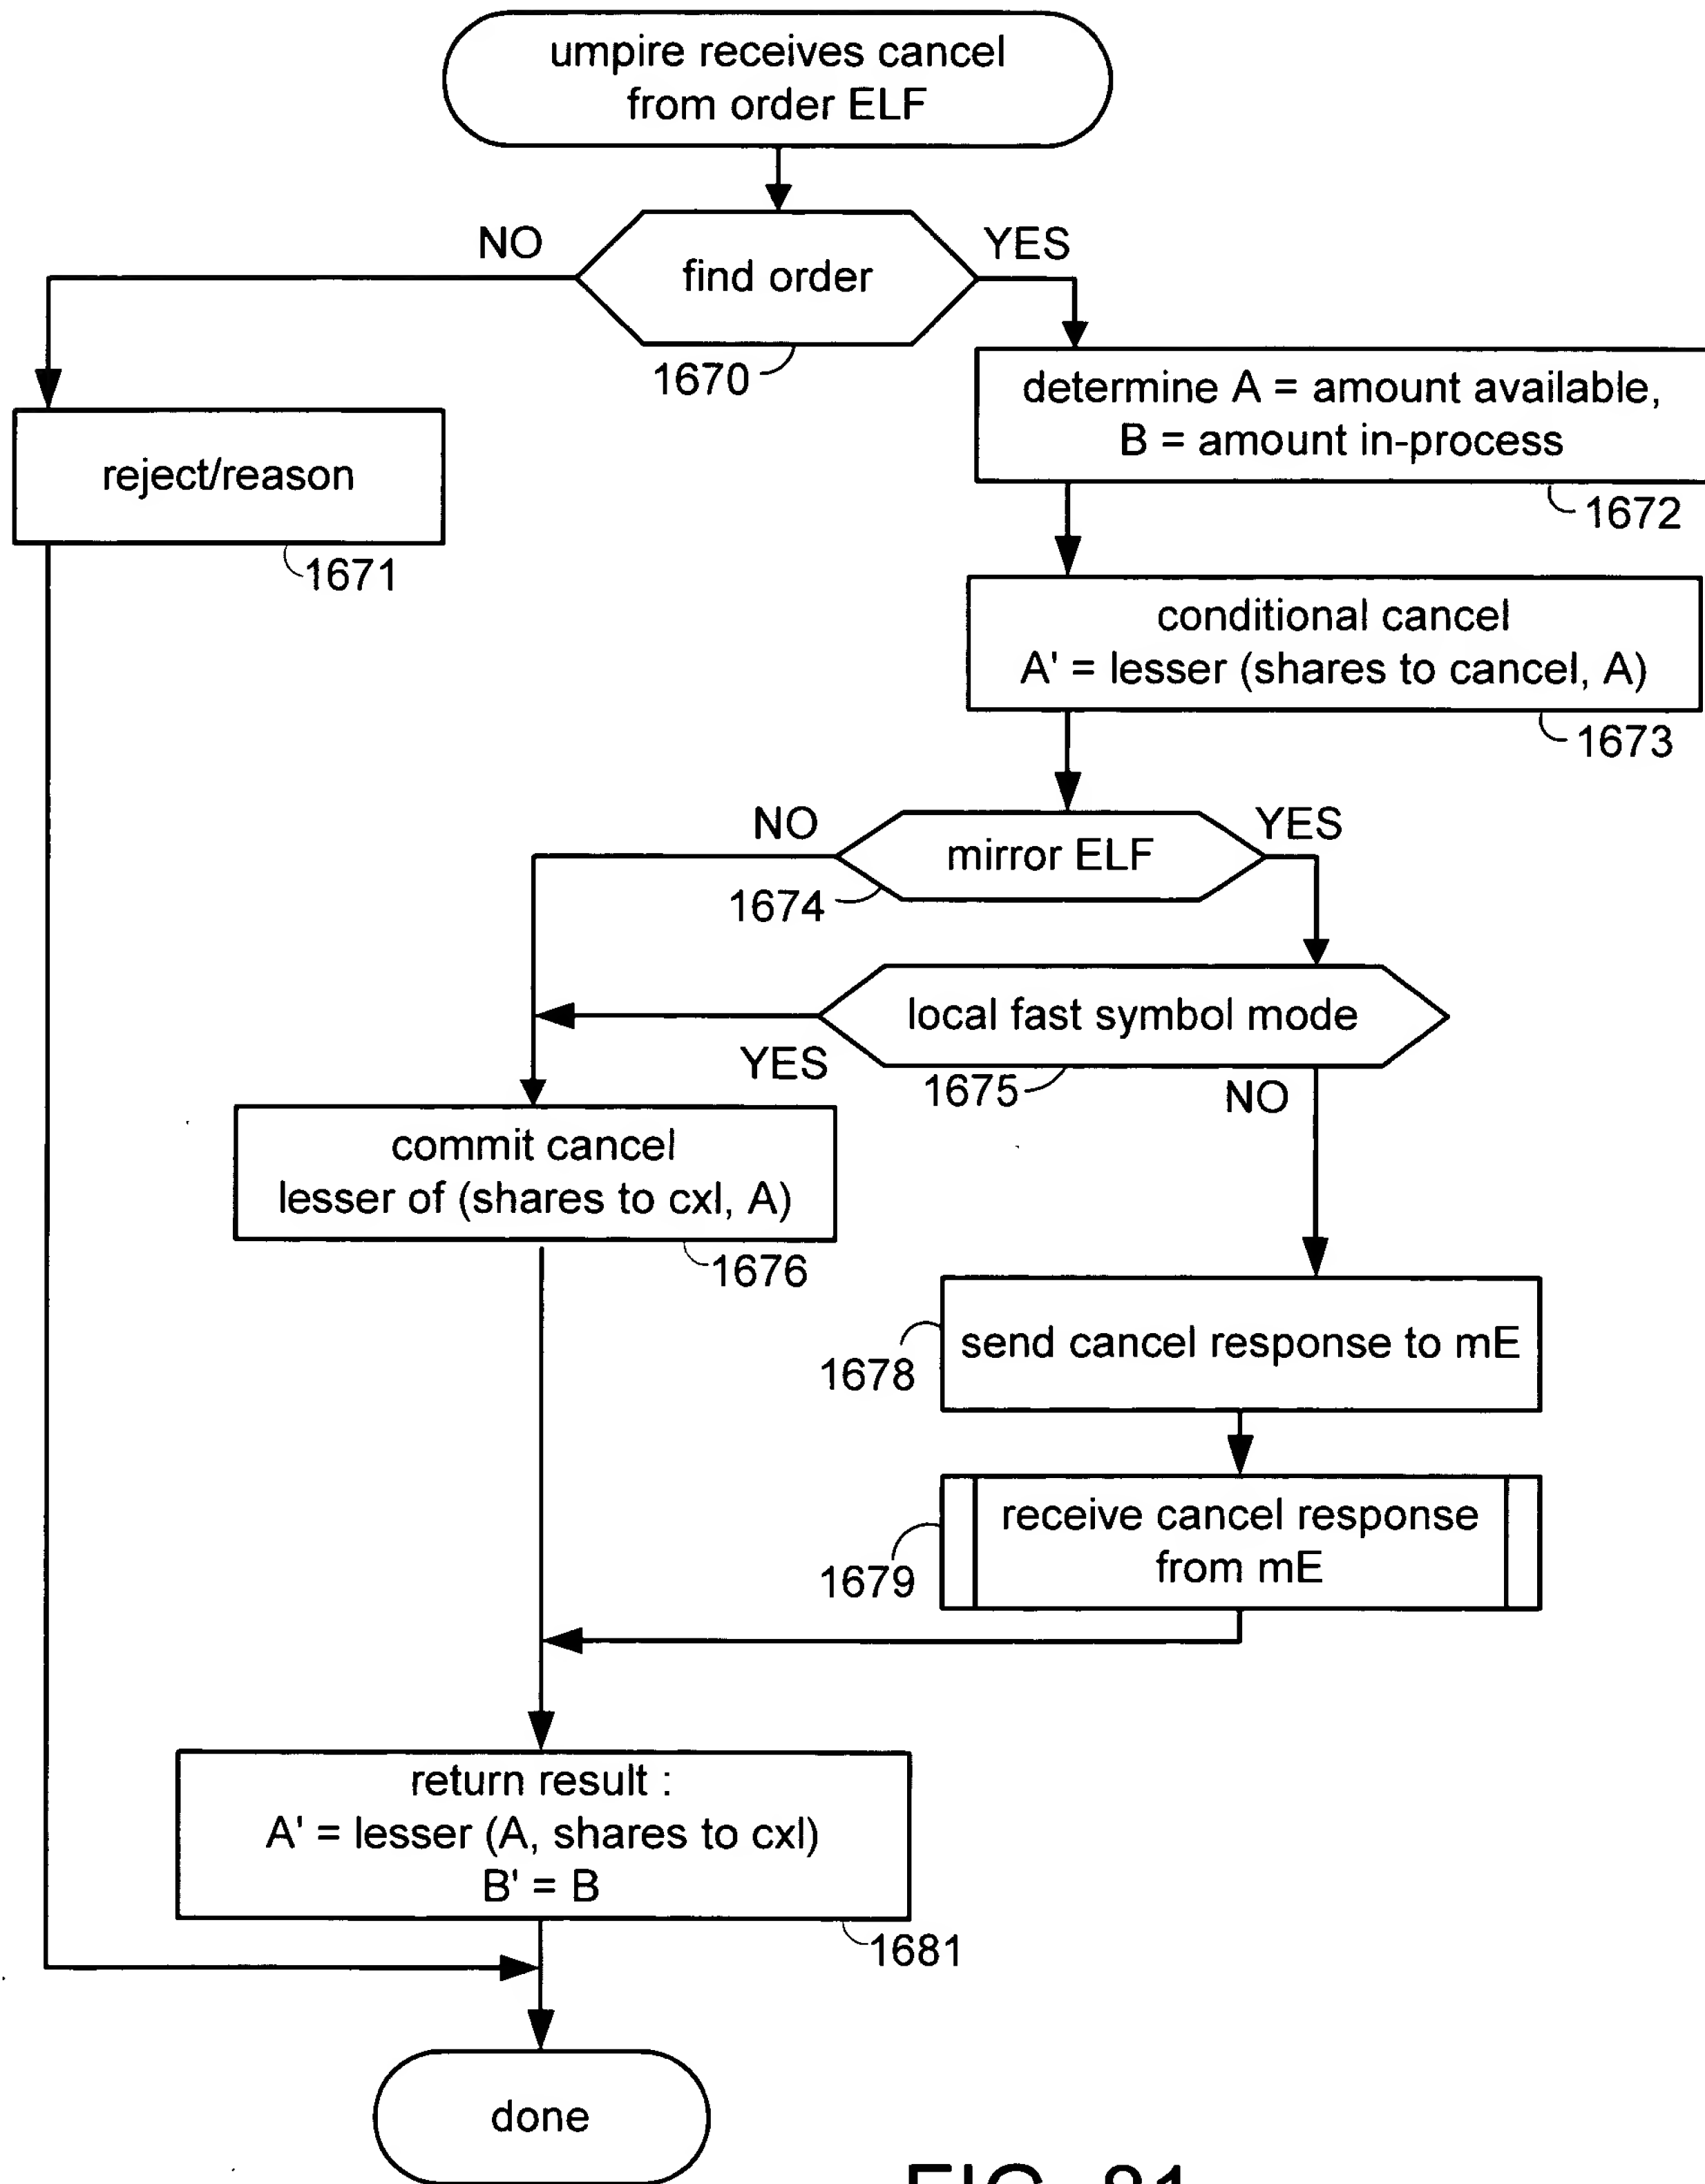 umpire receives cancel
from order ELF
NO
YES
find order
1670
determine A = amount available,
B = amount in-process
1672
reject/reason
1671
conditional cancel
A' = lesser (shares to cancel, A)
1673
NO
YES
mirror ELF
1674
local fast symbol mode
YES
1675
NO
commit cancel
lesser of (shares to cxl, A)
1676
send cancel response to mE
1678
receive cancel response
from mE
1679
return result :
A' = lesser (A, shares to cxl)
B' = B
1681
done
FIG. 81